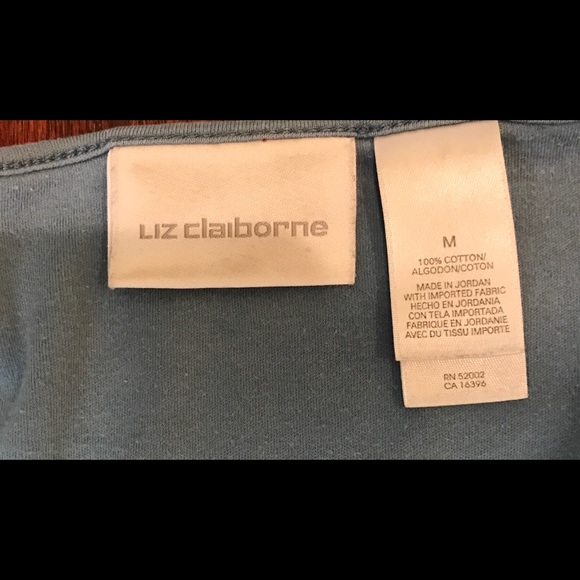 LIZ claiborne
M
100% COTTON/
ALGODON/COTON
MADE IN JORDAN
WITH IMPORTED FABRIC
HECHO EN JORDANIA
CON TELA IMPORTADA
FABRIQUE EN JORDANIE
AVEC DU TISSU IMPORTE
RN 52002
CA 16396